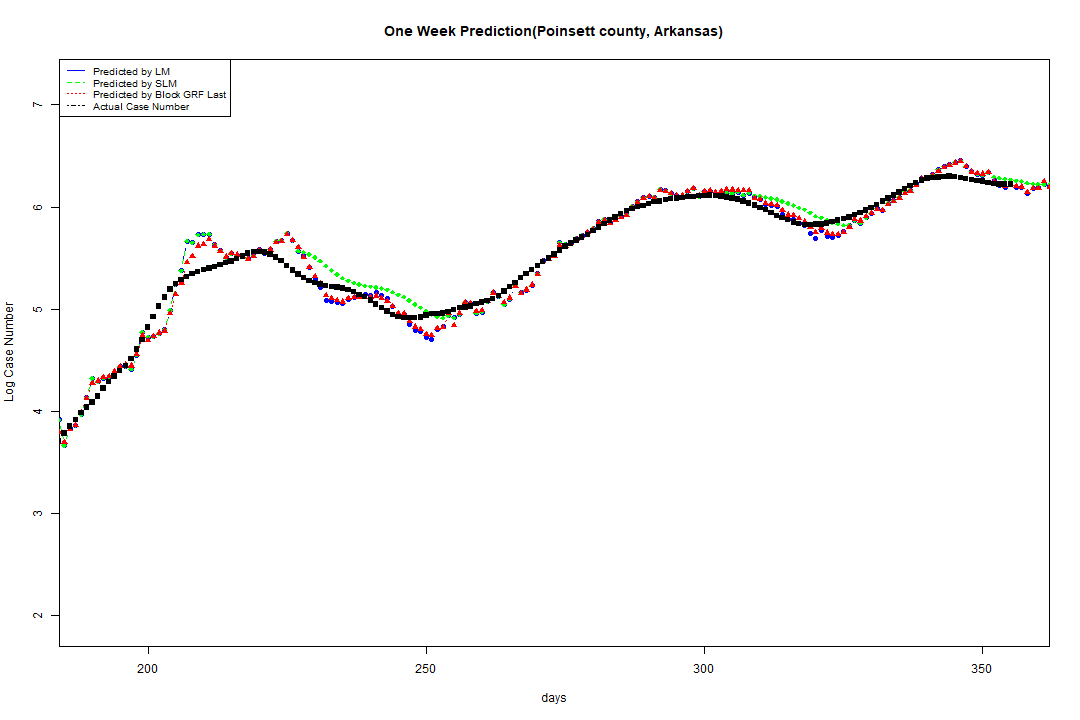 One Week Prediction(Poinsett county, Arkansas)
Predicted by LM
Predicted by SLM
Predicted by Block GRF Last
Actual Case Number
7
6
5
4
3
2
Log Case Number
200
250
300
350
days